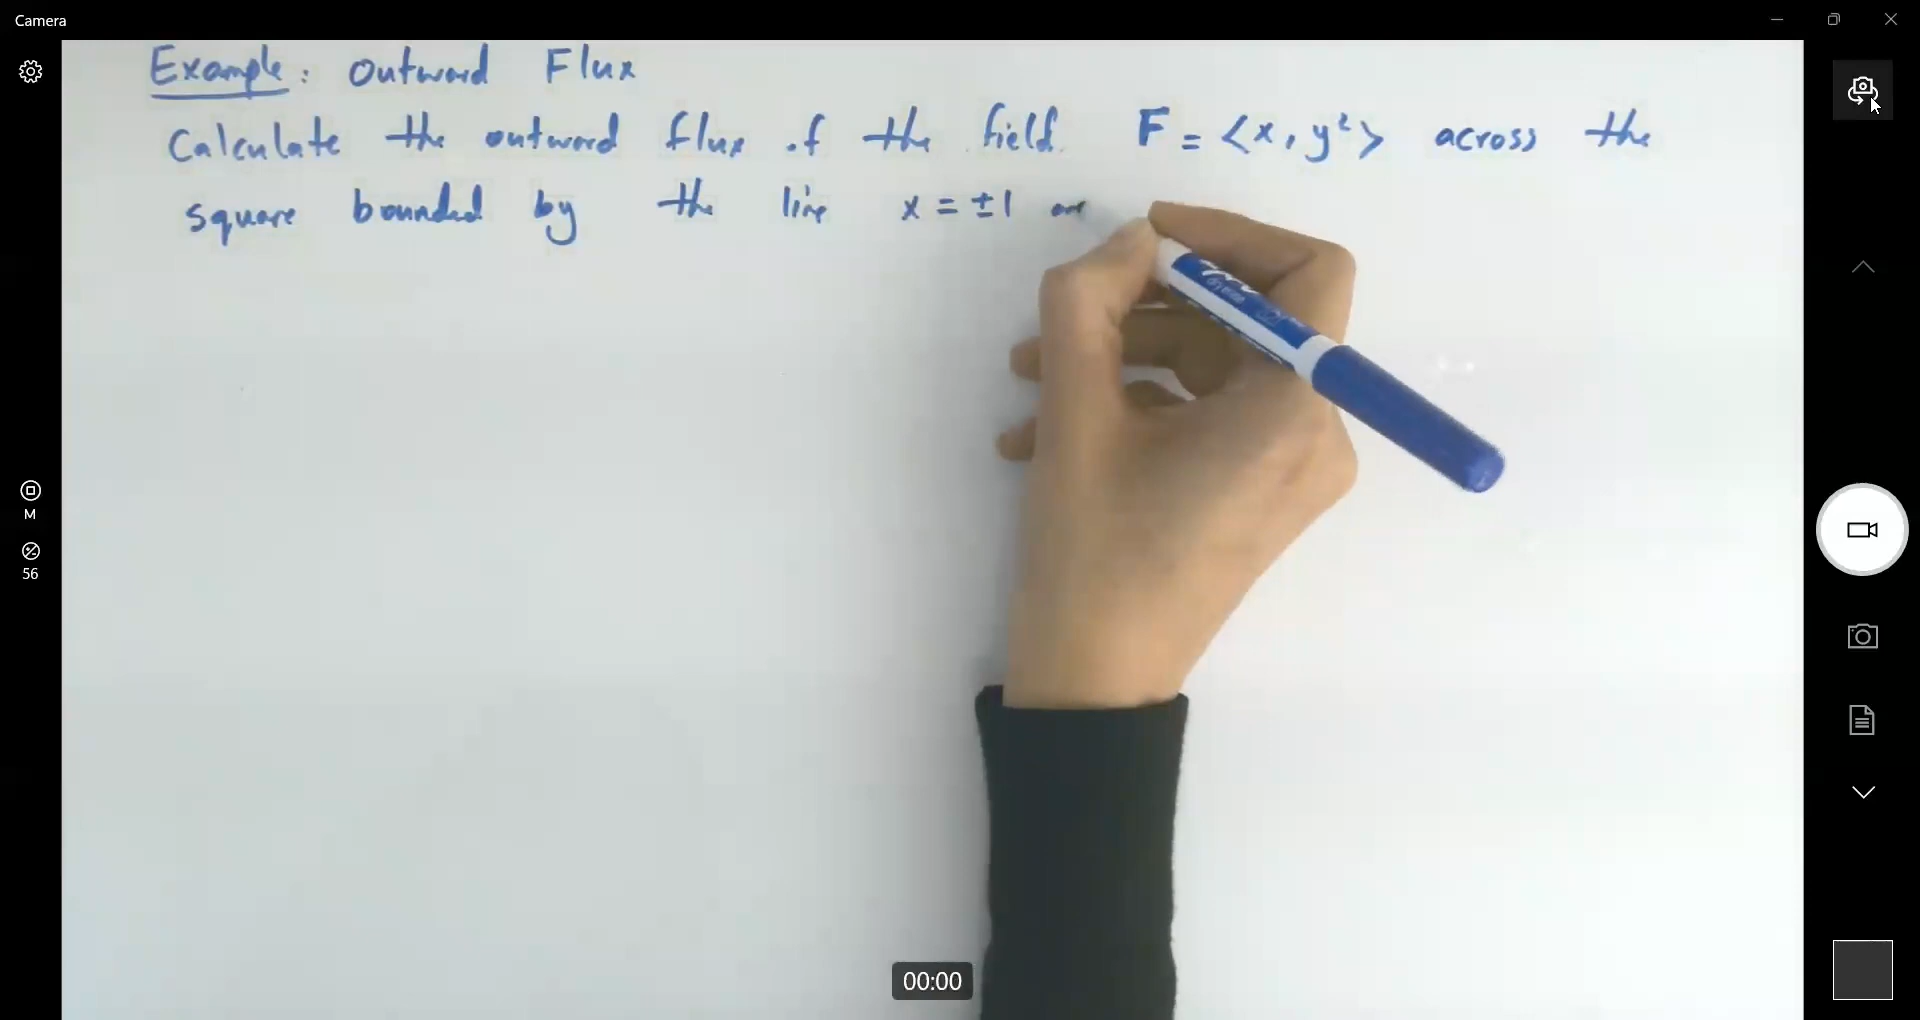 Camera
Example: Outward Flux
Calculate the outward flux of the field F = <x, y²> across the
square bounded by the line x = ±1
M
56
00:00